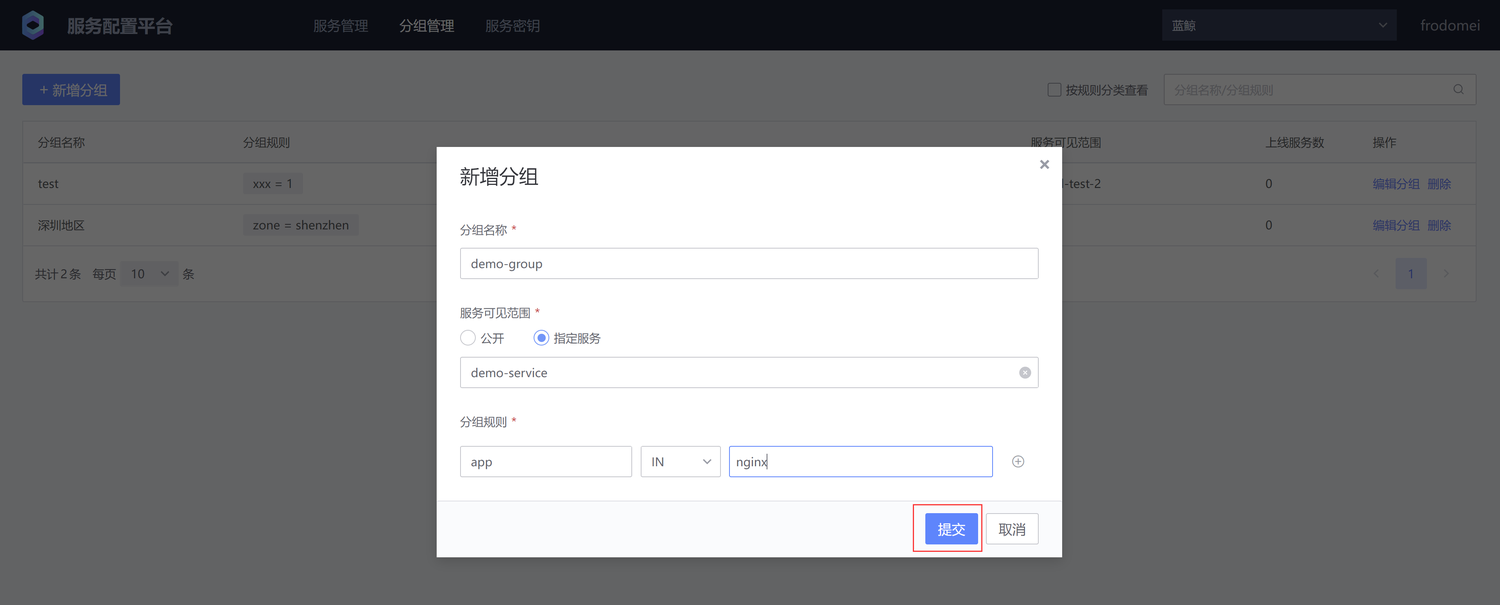 服务配置平台 服务管理 分组管理 服务密钥 蓝鲸 frodomei
+ 新增分组 按规则分类查看 分组名称/分组规则
分组名称 分组规则 服务可见范围 上线服务数 操作
test xxx = 1 -test-2 0 编辑分组 删除
深圳地区 zone = shenzhen 0 编辑分组 删除
共计 2 条 每页 10 条 1
新增分组
分组名称 *
demo-group
服务可见范围 *
公开 指定服务
demo-service
分组规则 *
app IN nginx
提交 取消